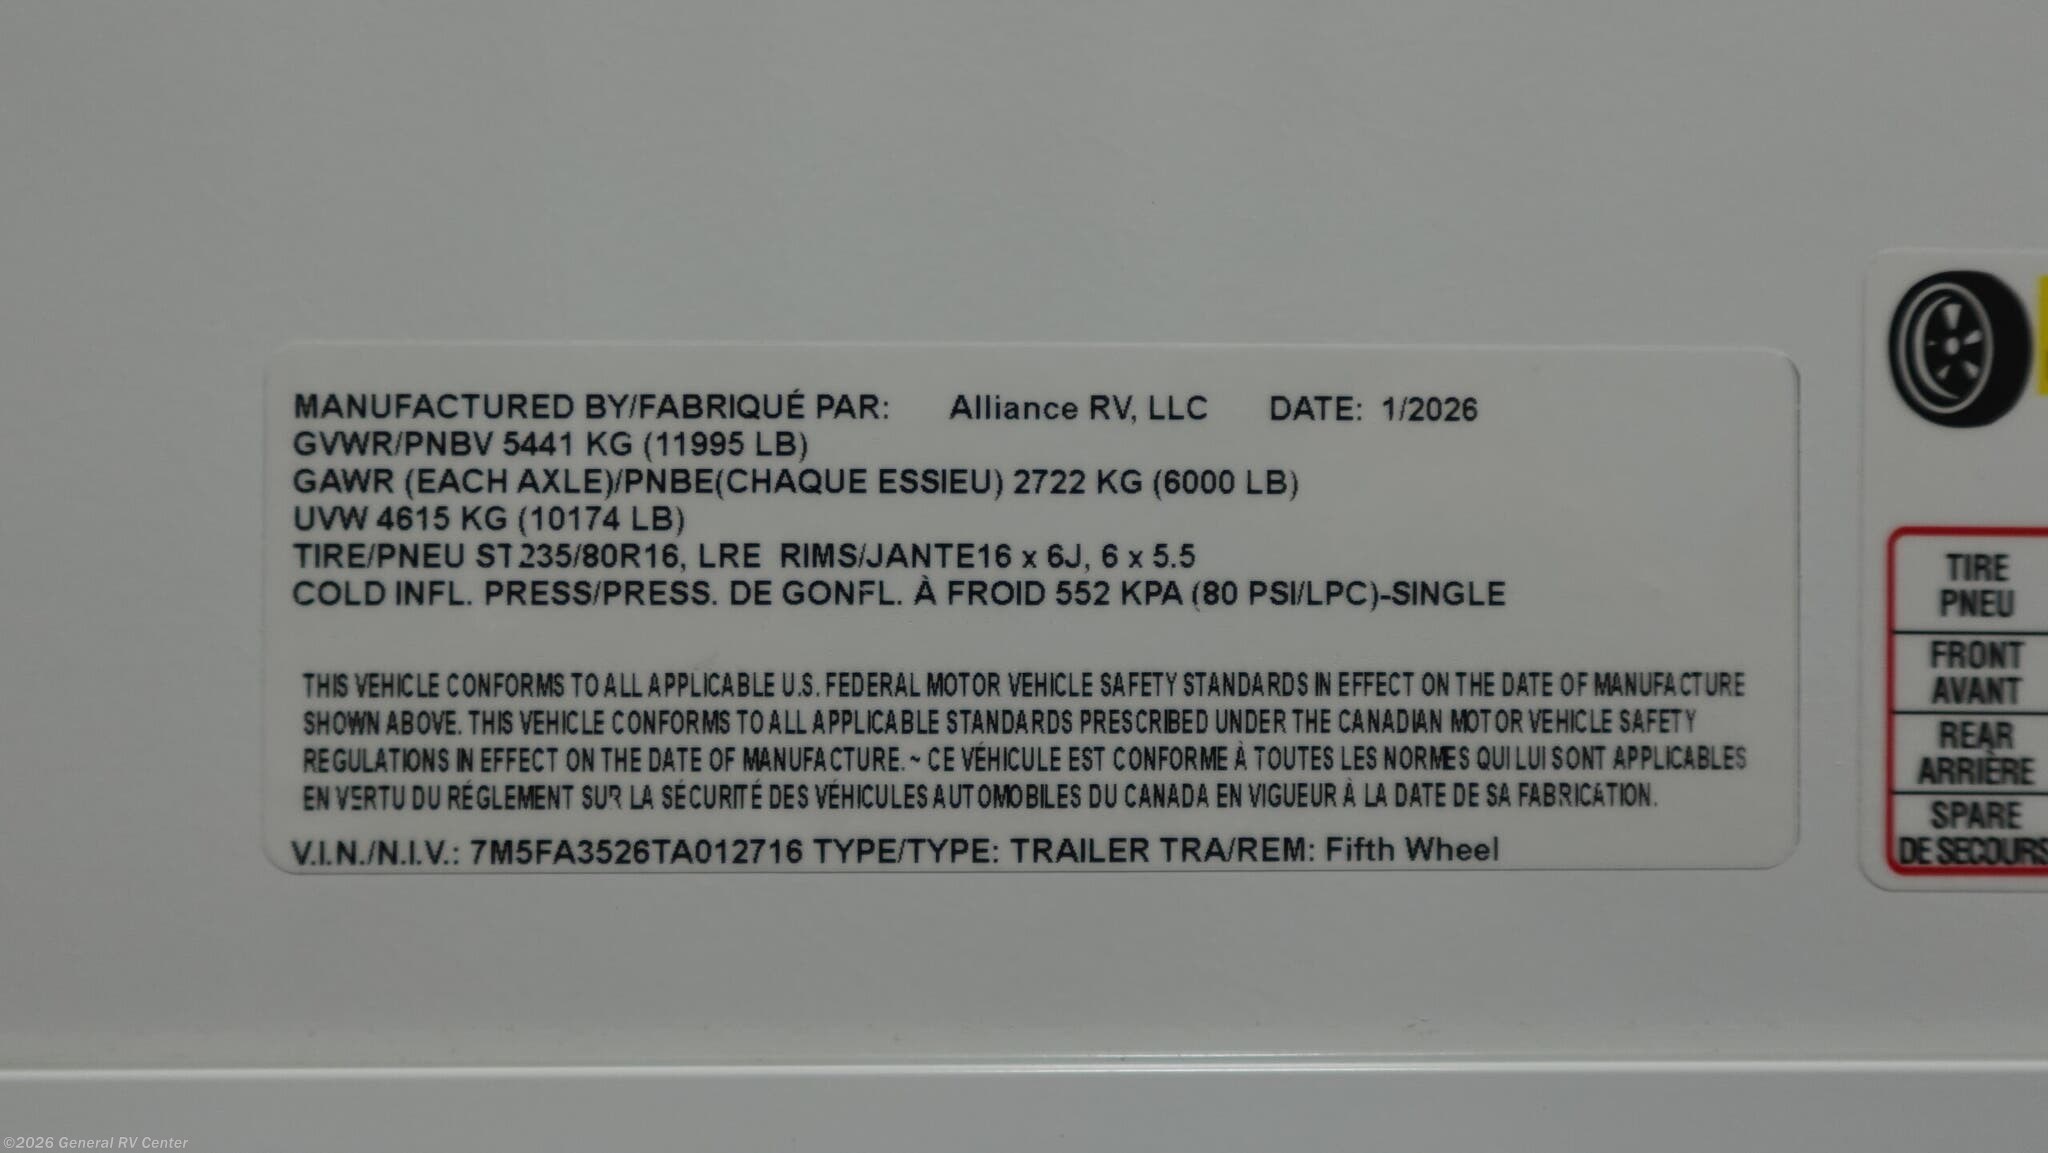 MANUFACTURED BY/FABRIQUÉ PAR: Alliance RV, LLC DATE: 1/2026
GVWR/PNBV 5441 KG (11995 LB)
GAWR (EACH AXLE)/PNBE(CHAQUE ESSIEU) 2722 KG (6000 LB)
UVW 4615 KG (10174 LB)
TIRE/PNEU ST235/80R16, LRE RIMS/JANTE16 x 6J, 6 x 5.5
COLD INFL. PRESS/PRESS. DE GONFL. À FROID 552 KPA (80 PSI/LPC)-SINGLE
THIS VEHICLE CONFORMS TO ALL APPLICABLE U.S. FEDERAL MOTOR VEHICLE SAFETY STANDARDS IN EFFECT ON THE DATE OF MANUFACTURE
SHOWN ABOVE. THIS VEHICLE CONFORMS TO ALL APPLICABLE STANDARDS PRESCRIBED UNDER THE CANADIAN MOTOR VEHICLE SAFETY
REGULATIONS IN EFFECT ON THE DATE OF MANUFACTURE. ~ CE VÉHICULE EST CONFORME À TOUTES LES NORMES QUI LUI SONT APPLICABLES
EN VERTU DU RÉGLEMENT SUR LA SÉCURITÉ DES VÉHICULES AUTOMOBILES DU CANADA EN VIGUEUR À LA DATE DE SA FABRICATION.
V.I.N./N.I.V.: 7M5FA3526TA012716 TYPE/TYPE: TRAILER TRA/REM: Fifth Wheel
TIRE
PNEU
FRONT
AVANT
REAR
ARRIÈRE
SPARE
DE SECOURS
©2026 General RV Center